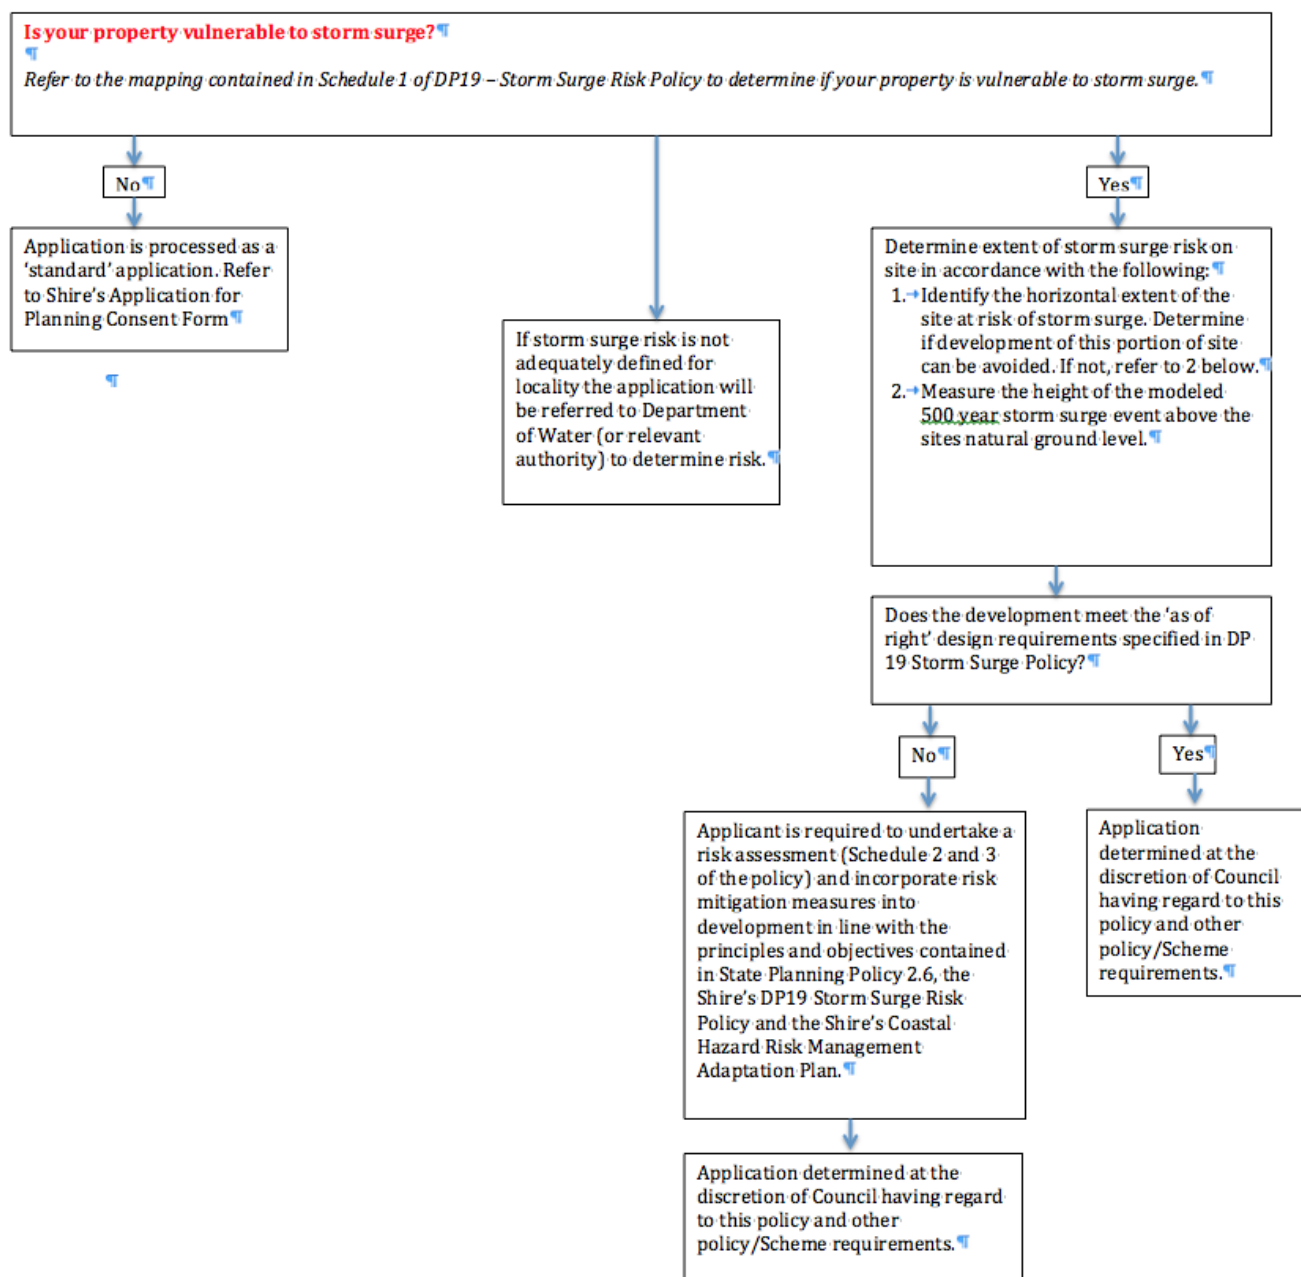 Is your property vulnerable to storm surge?¶
¶
Refer to the mapping contained in Schedule 1 of DP19 – Storm Surge Risk Policy to determine if your property is vulnerable to storm surge.¶
No¶
Application is processed as a
‘standard’ application. Refer
to Shire’s Application for
Planning Consent Form¶
¶
If storm surge risk is not
adequately defined for
locality the application will
be referred to Department
of Water (or relevant
authority) to determine risk.¶
Yes¶
Determine extent of storm surge risk on
site in accordance with the following:¶
1.→Identify the horizontal extent of the
site at risk of storm surge. Determine
if development of this portion of site
can be avoided. If not, refer to 2 below.¶
2.→Measure the height of the modeled
500 year storm surge event above the
sites natural ground level.¶
Does the development meet the ‘as of
right’ design requirements specified in DP
19 Storm Surge Policy?¶
No¶
Applicant is required to undertake a
risk assessment (Schedule 2 and 3
of the policy) and incorporate risk
mitigation measures into
development in line with the
principles and objectives contained
in State Planning Policy 2.6, the
Shire’s DP19 Storm Surge Risk
Policy and the Shire’s Coastal
Hazard Risk Management
Adaptation Plan.¶
Application determined at the
discretion of Council having regard
to this policy and other
policy/Scheme requirements.¶
Yes¶
Application
determined at the
discretion of Council
having regard to this
policy and other
policy/Scheme
requirements.¶